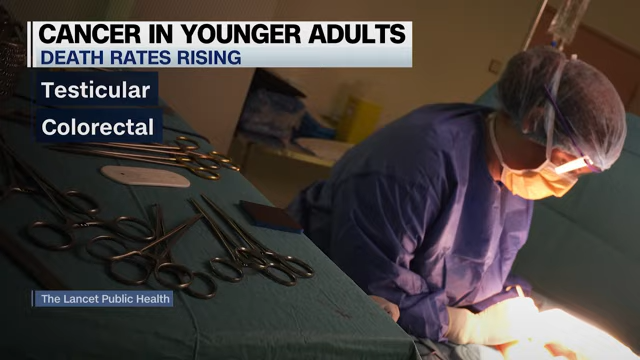 CANCER IN YOUNGER ADULTS
DEATH RATES RISING
Testicular
Colorectal
The Lancet Public Health